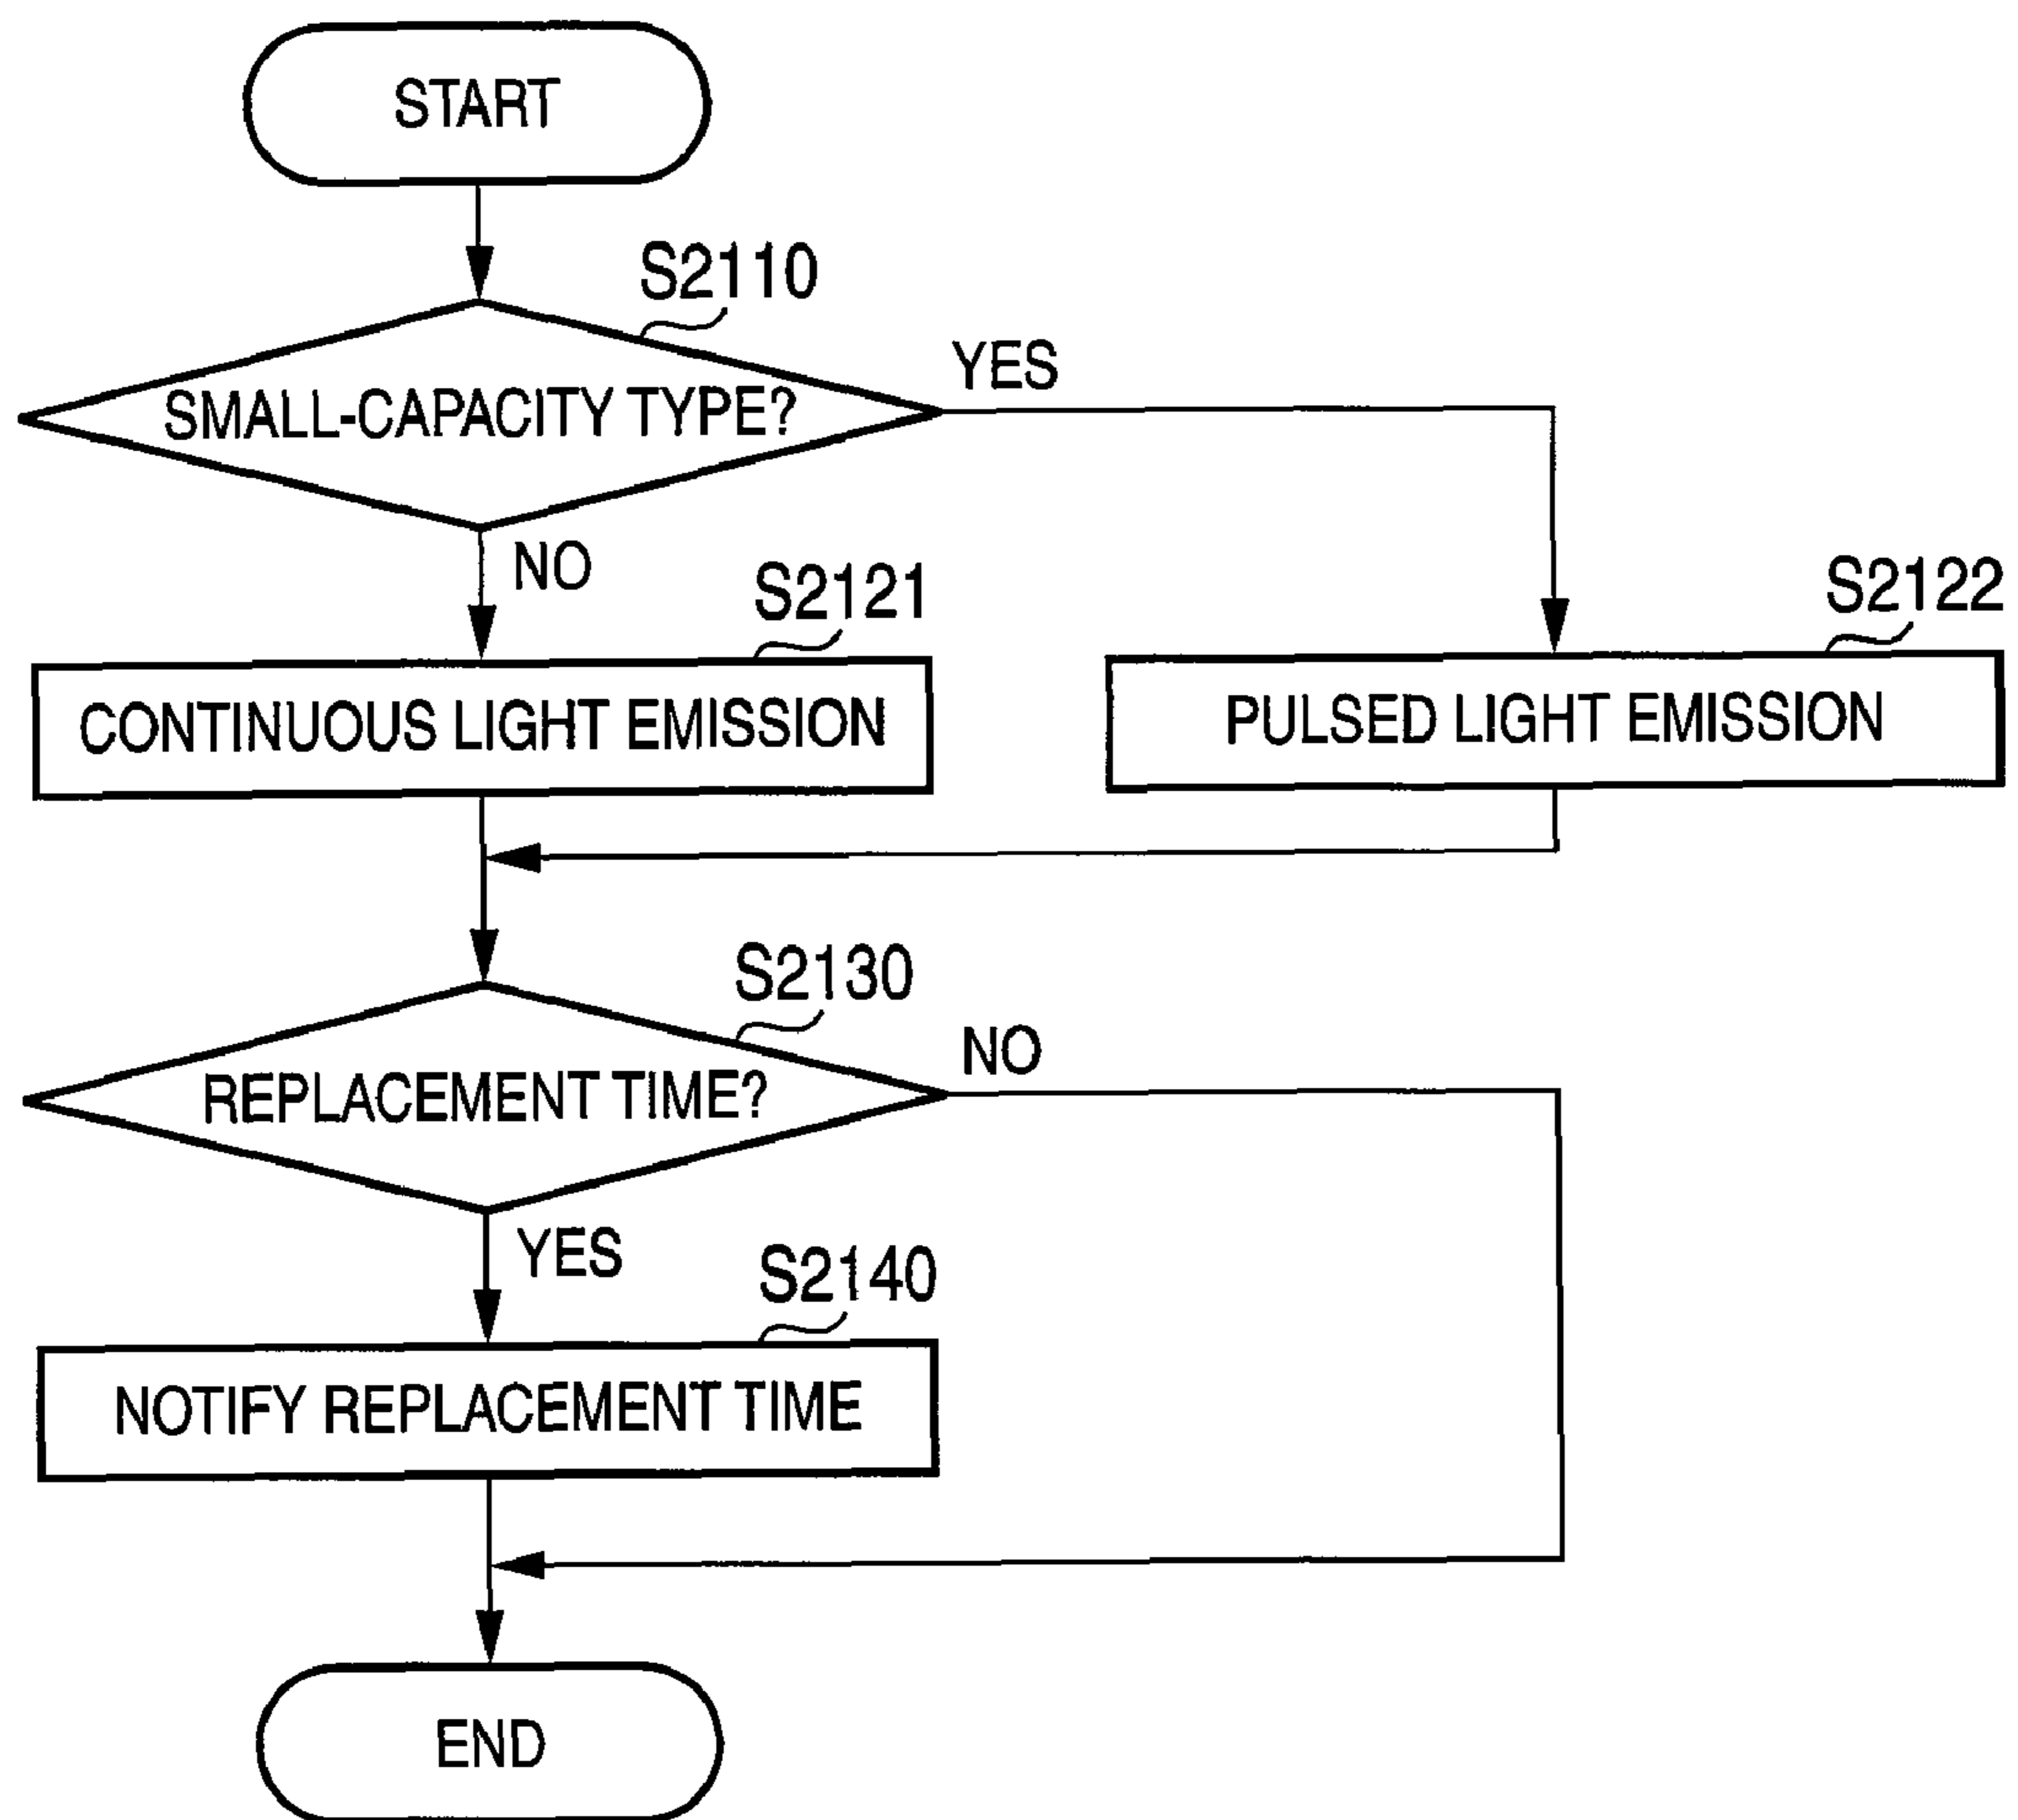 START
S2110
SMALL-CAPACITY TYPE?
YES
NO
S2121
CONTINUOUS LIGHT EMISSION
S2122
PULSED LIGHT EMISSION
S2130
REPLACEMENT TIME?
NO
YES
S2140
NOTIFY REPLACEMENT TIME
END